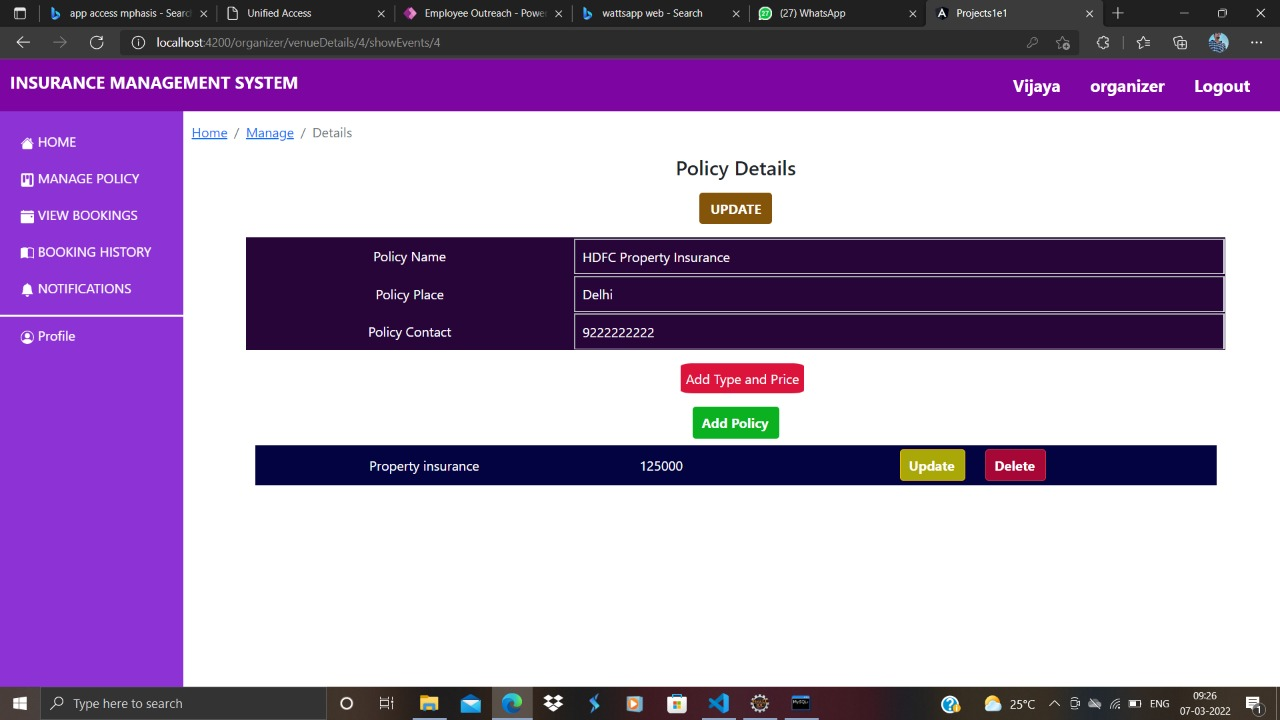 app access mphasis - Searc
Unified Access
Employee Outreach - Power
wattsapp web - Search
(27) WhatsApp
Projects1e1
localhost:4200/organizer/venueDetails/4/showEvents/4
INSURANCE MANAGEMENT SYSTEM
Vijaya organizer Logout
HOME
MANAGE POLICY
VIEW BOOKINGS
BOOKING HISTORY
NOTIFICATIONS
Profile
Home / Manage / Details
Policy Details
UPDATE
Policy Name HDFC Property Insurance
Policy Place Delhi
Policy Contact 9222222222
Add Type and Price
Add Policy
Property insurance 125000 Update Delete
Type here to search
25°C
ENG
09:26
07-03-2022